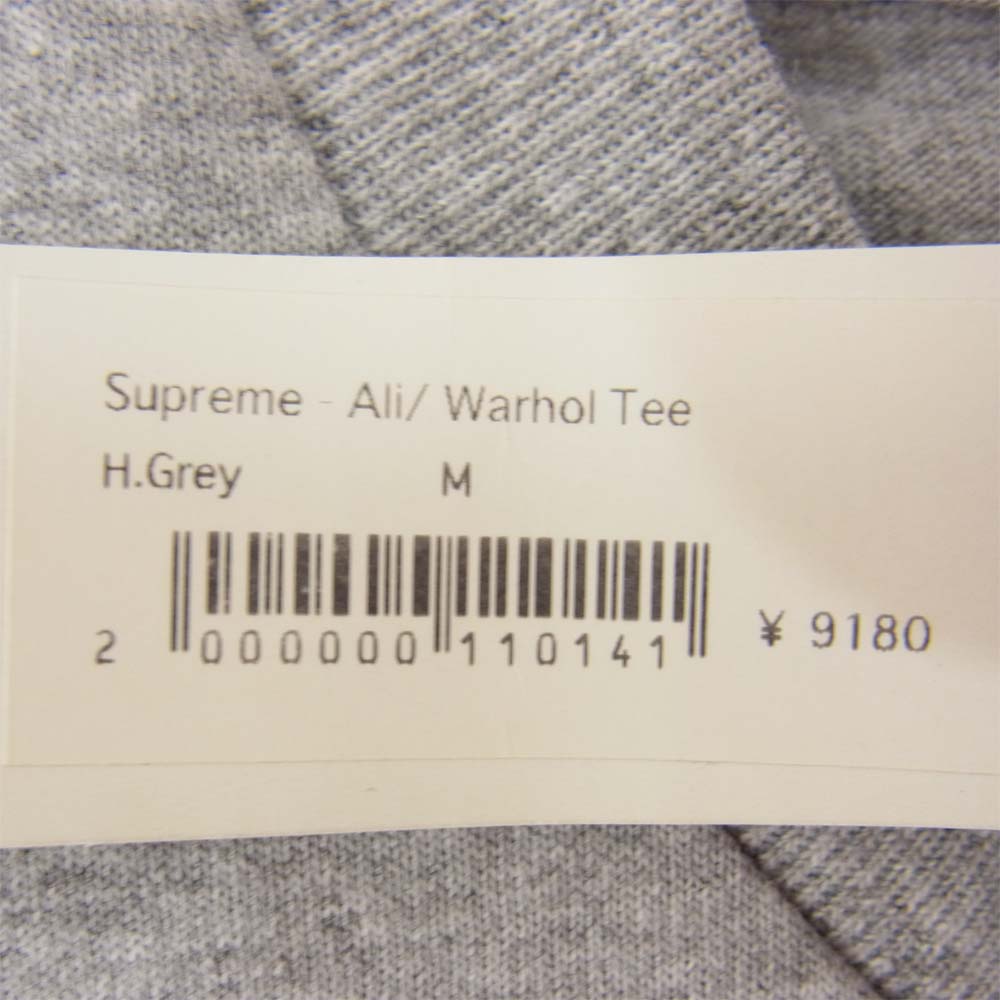 Supreme - Ali/ Warhol Tee
H.Grey M
2 000000 110141 ¥ 9180